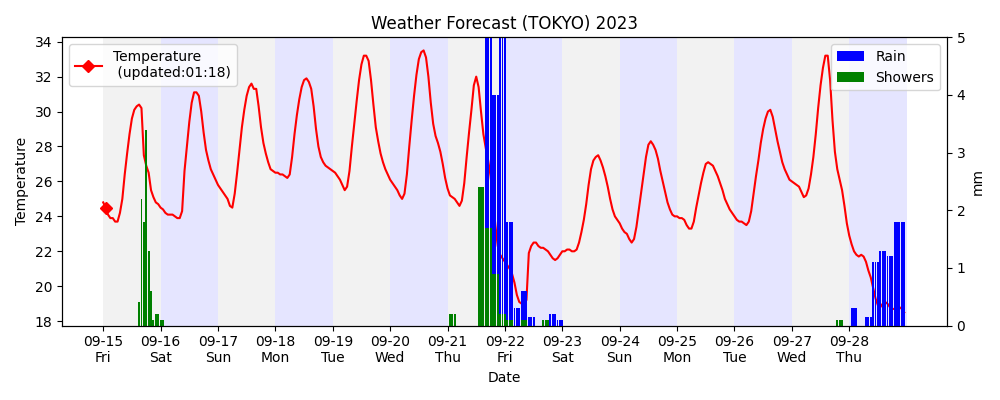 Weather Forecast (TOKYO) 2023
Temperature
(updated:01:18)
Rain
Showers
34
32
30
28
26
24
22
20
18
Temperature
5
4
3
2
1
0
mm
09-15 09-16 09-17 09-18 09-19 09-20 09-21 09-22 09-23 09-24 09-25 09-26 09-27 09-28
Fri Sat Sun Mon Tue Wed Thu Fri Sat Sun Mon Tue Wed Thu
Date